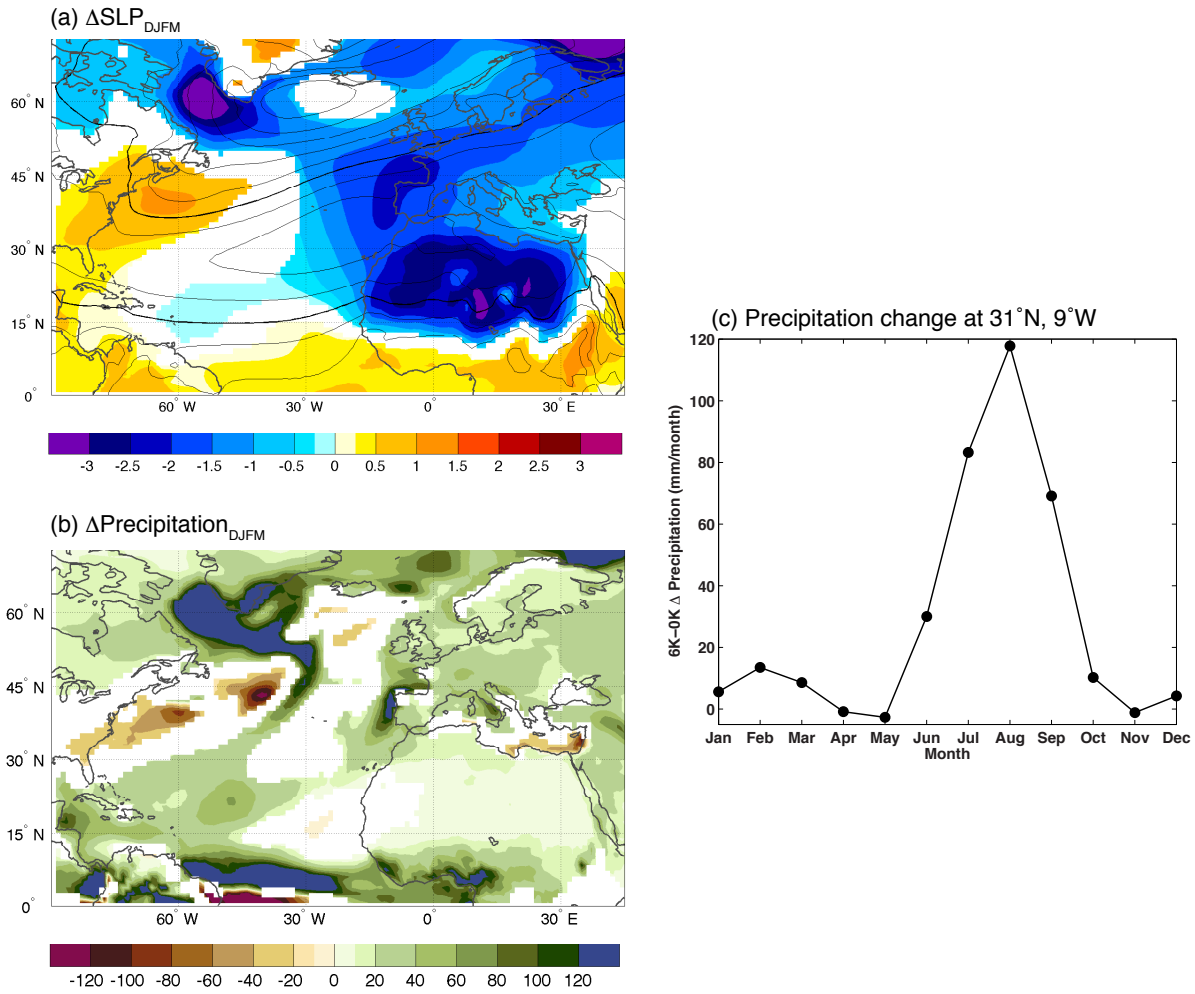 (a) ΔSLP_DJFM
60° N
45° N
30° N
15° N
0°
60° W
30° W
0°
30° E
-3 -2.5 -2 -1.5 -1 -0.5 0 0.5 1 1.5 2 2.5 3
(b) ΔPrecipitation_DJFM
60° N
45° N
30° N
15° N
0°
60° W
30° W
0°
30° E
-120 -100 -80 -60 -40 -20 0 20 40 60 80 100 120
(c) Precipitation change at 31°N, 9°W
6K−0K Δ Precipitation (mm/month)
120
100
80
60
40
20
0
Jan Feb Mar Apr May Jun Jul Aug Sep Oct Nov Dec
Month